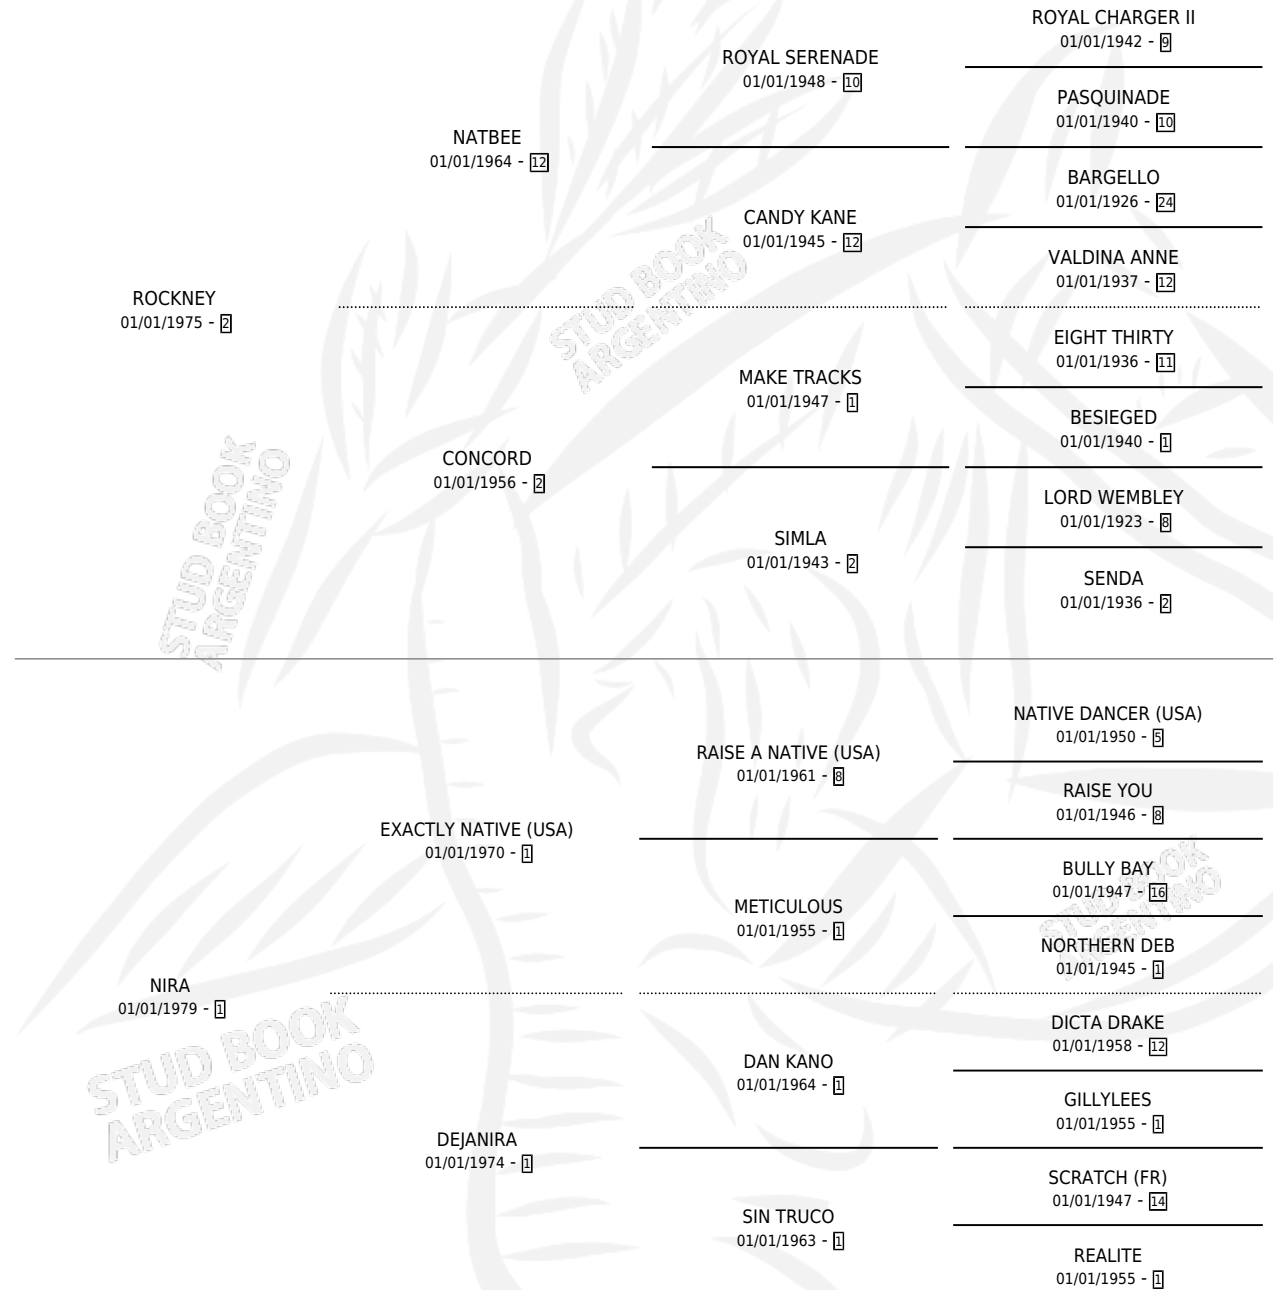 ROYAL CHARGER II
01/01/1942 - 9
ROYAL SERENADE
01/01/1948 - 10
PASQUINADE
01/01/1940 - 10
NATBEE
01/01/1964 - 12
BARGELLO
01/01/1926 - 24
CANDY KANE
01/01/1945 - 12
VALDINA ANNE
01/01/1937 - 12
ROCKNEY
01/01/1975 - 2
EIGHT THIRTY
01/01/1936 - 11
MAKE TRACKS
01/01/1947 - 1
BESIEGED
01/01/1940 - 1
CONCORD
01/01/1956 - 2
LORD WEMBLEY
01/01/1923 - 8
SIMLA
01/01/1943 - 2
SENDA
01/01/1936 - 2
STUD BOOK
ARGENTINO
STUD BOOK
ARGENTINO
NATIVE DANCER (USA)
01/01/1950 - 5
RAISE A NATIVE (USA)
01/01/1961 - 8
RAISE YOU
01/01/1946 - 8
EXACTLY NATIVE (USA)
01/01/1970 - 1
BULLY BAY
01/01/1947 - 16
METICULOUS
01/01/1955 - 1
NORTHERN DEB
01/01/1945 - 1
NIRA
01/01/1979 - 1
DICTA DRAKE
01/01/1958 - 12
DAN KANO
01/01/1964 - 1
GILLYLEES
01/01/1955 - 1
DEJANIRA
01/01/1974 - 1
SCRATCH (FR)
01/01/1947 - 14
SIN TRUCO
01/01/1963 - 1
REALITE
01/01/1955 - 1
STUD BOOK
ARGENTINO
STUD BOOK
ARGENTINO